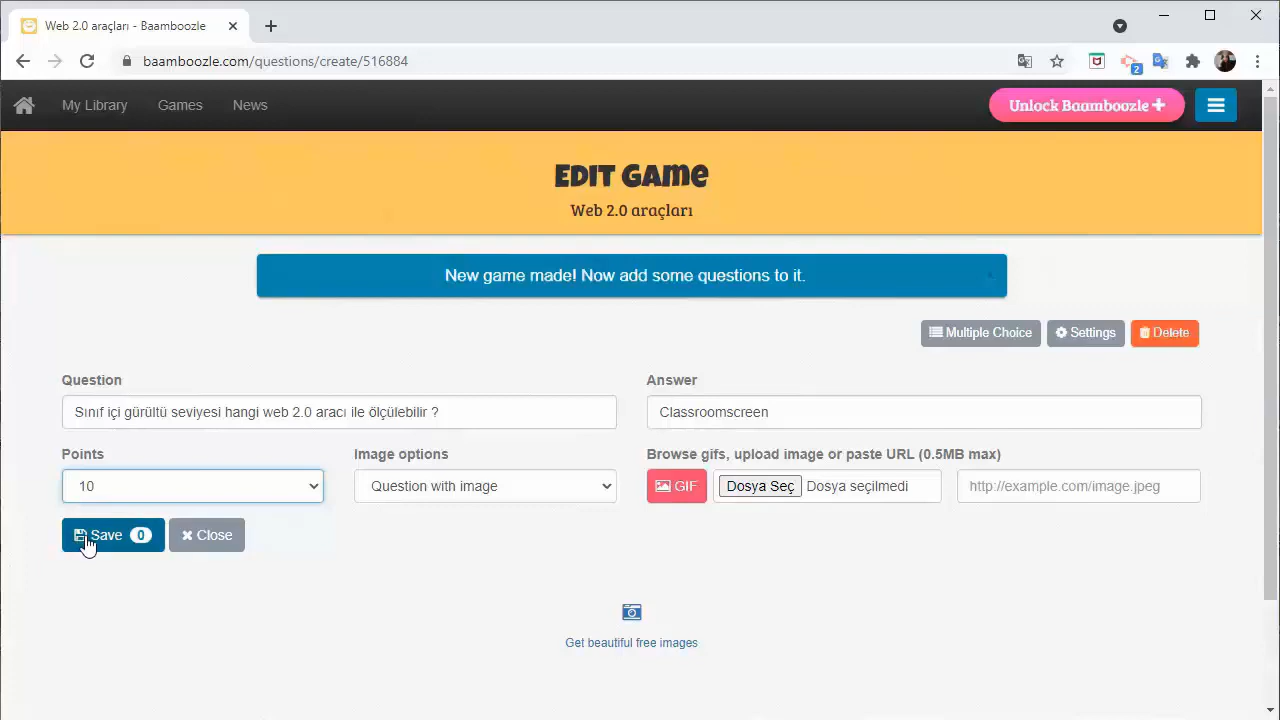 Web 2.0 araçları - Baamboozle
baamboozle.com/questions/create/516884
2
My Library Games News
Unlock Baamboozle
EDIT GAME
Web 2.0 araçları
New game made! Now add some questions to it.
Multiple Choice Settings Delete
Question Answer
Sınıf içi gürültü seviyesi hangi web 2.0 aracı ile ölçülebilir ? Classroomscreen
Points Image options Browse gifs, upload image or paste URL (0.5MB max)
10 Question with image GIF Dosya Seç Dosya seçilmedi http://example.com/image.jpeg
Save 0 Close
Get beautiful free images